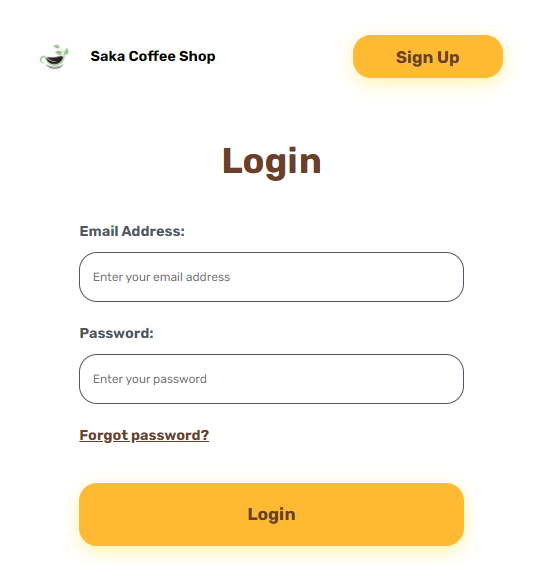 Saka Coffee Shop
Sign Up
Login
Email Address:
Enter your email address
Password:
Enter your password
Forgot password?
Login